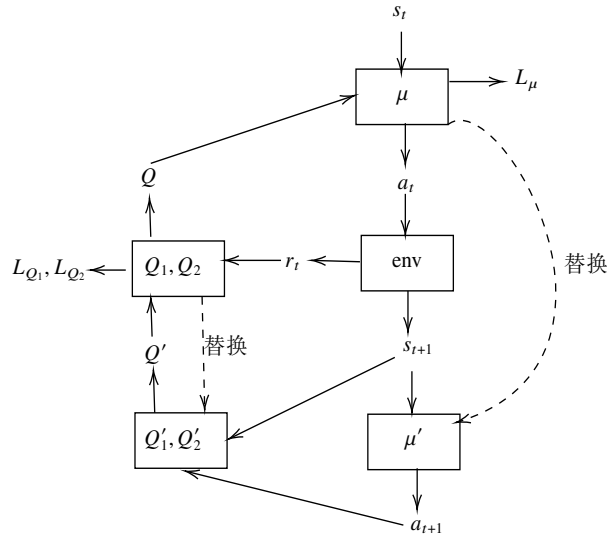 s_t
μ
L_μ
Q
a_t
L_{Q_1}, L_{Q_2}
Q_1, Q_2
r_t
env
替换
Q′
替换
s_{t+1}
Q′_1, Q′_2
μ′
a_{t+1}